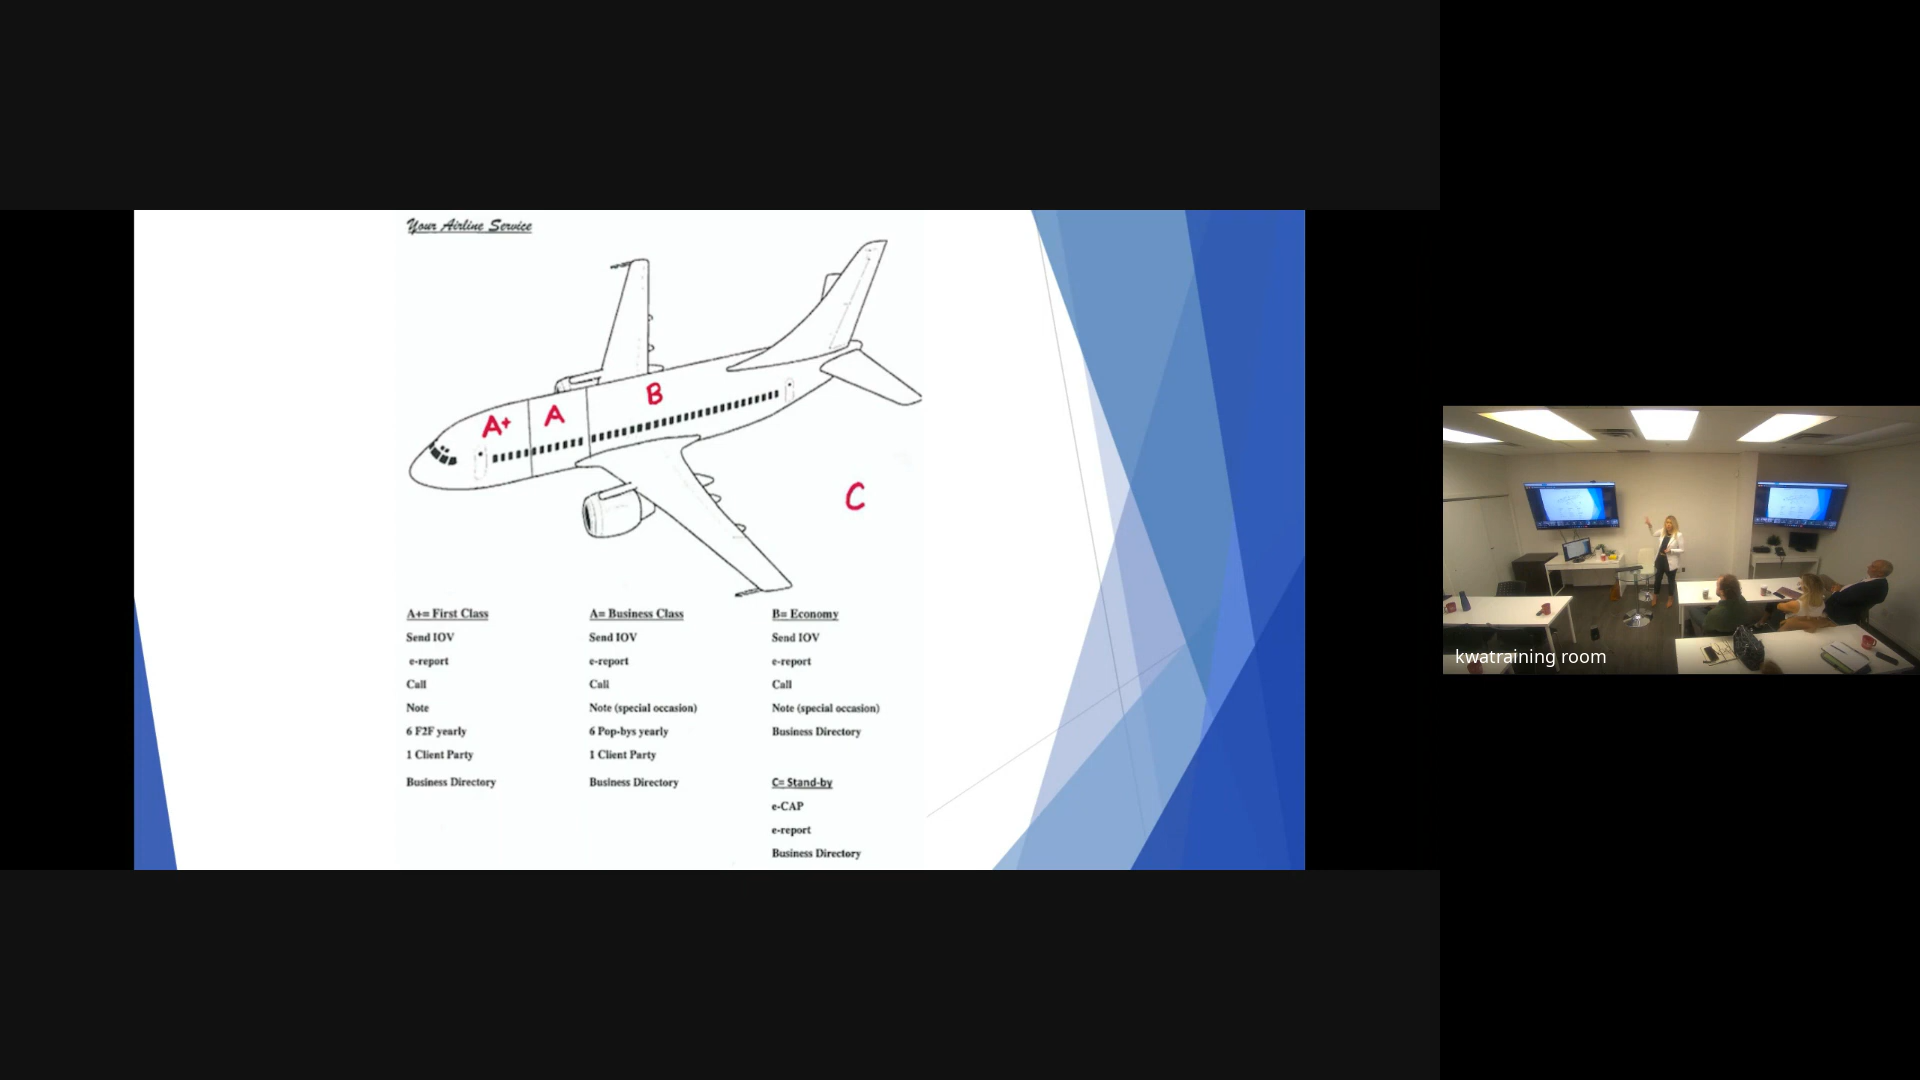 Your Airline Service
A+
A
B
C
A+= First Class
Send IOV
e-report
Call
Note
6 F2F yearly
1 Client Party
Business Directory
A= Business Class
Send IOV
e-report
Call
Note (special occasion)
6 Pop-bys yearly
1 Client Party
Business Directory
B= Economy
Send IOV
e-report
Call
Note (special occasion)
Business Directory
C= Stand-by
e-CAP
e-report
Business Directory
kwatraining room